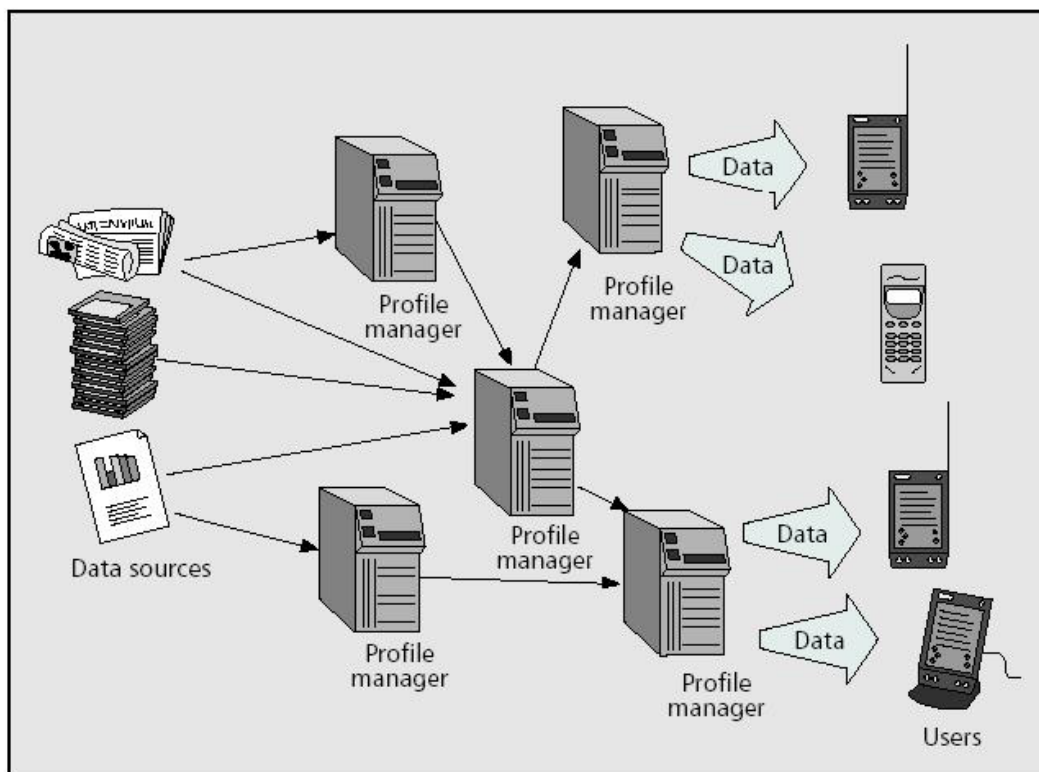 Data
Data
Profile
manager
Profile
manager
Data sources
Profile
manager
Data
Profile
manager
Data
Profile
manager
Users